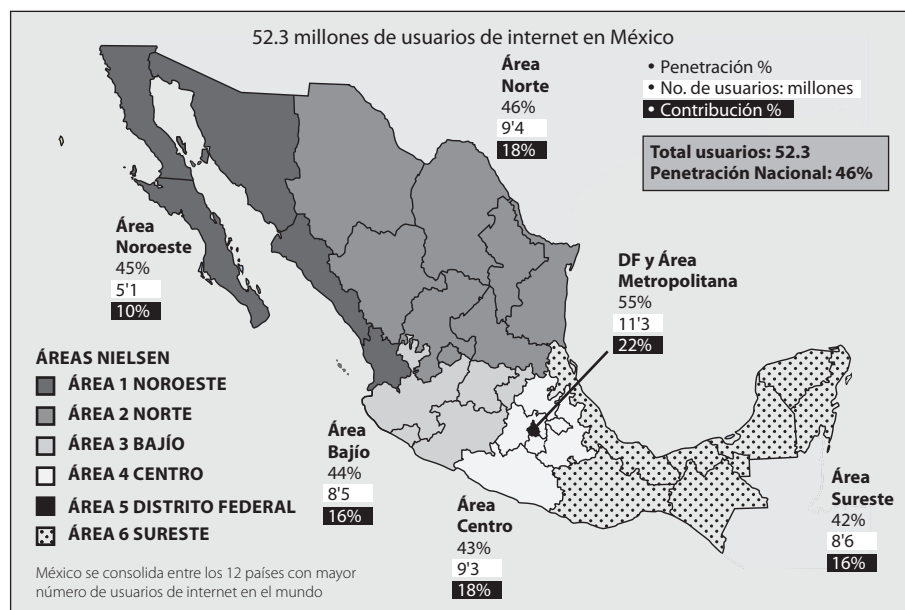 52.3 millones de usuarios de internet en México
Área
Norte
46%
9'4
18%
• Penetración %
• No. de usuarios: millones
• Contribución %
Total usuarios: 52.3
Penetración Nacional: 46%
Área
Noroeste
45%
5'1
10%
DF y Área
Metropolitana
55%
11'3
22%
ÁREAS NIELSEN
ÁREA 1 NOROESTE
ÁREA 2 NORTE
ÁREA 3 BAJÍO
ÁREA 4 CENTRO
ÁREA 5 DISTRITO FEDERAL
ÁREA 6 SURESTE
Área
Bajío
44%
8'5
16%
Área
Centro
43%
9'3
18%
Área
Sureste
42%
8'6
16%
México se consolida entre los 12 países con mayor
número de usuarios de internet en el mundo